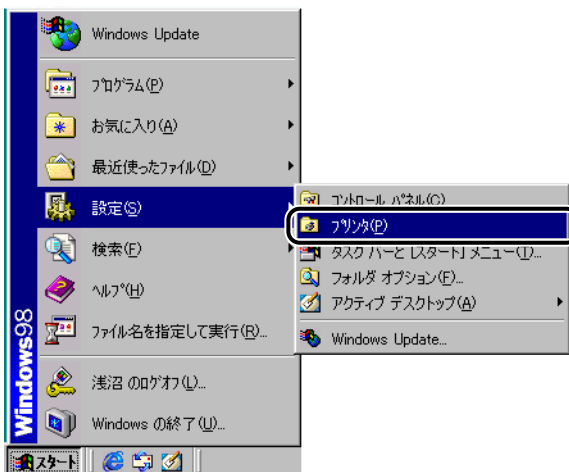 Windows Update
プログラム(P)
お気に入り(A)
最近使ったファイル(D)
設定(S)
検索(F)
ヘルプ(H)
ファイル名を指定して実行(R)...
浅沼 のログオフ(L)...
Windows の終了(U)...
Windows98
スタート
コントロール パネル(C)
プリンタ(P)
タスク バーと [スタート] メニュー(T)...
フォルダ オプション(F)...
アクティブ デスクトップ(A)
Windows Update...